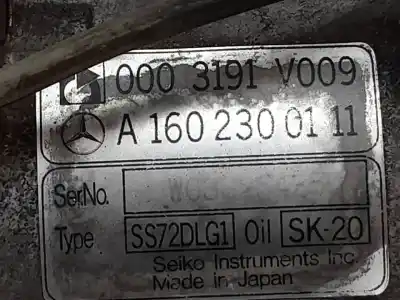 000 3191 V009
A 160 230 01 11
Ser.No.
Type SS72DLG1 Oil SK-20
Seiko Instruments Inc
Made in Japan